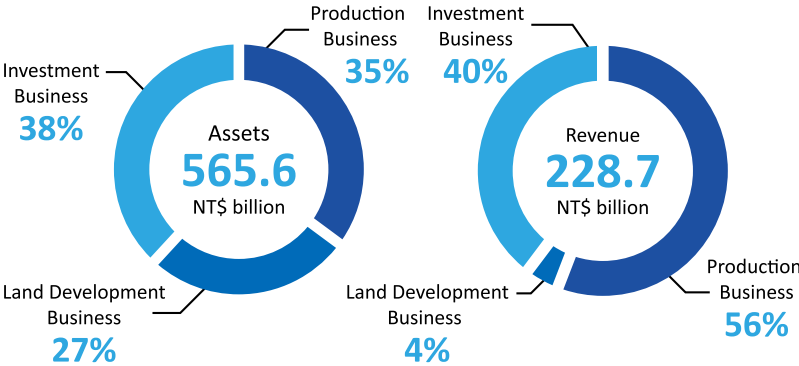 Production
Business
35%
Investment
Business
38%
Assets
565.6
NT$ billion
Land Development
Business
27%
Investment
Business
40%
Revenue
228.7
NT$ billion
Land Development
Business
4%
Production
Business
56%